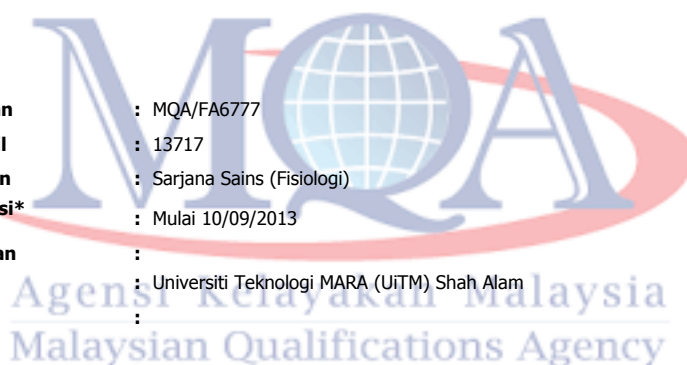 MQA
an : MQA/FA6777
l : 13717
n : Sarjana Sains (Fisiologi)
si* : Mulai 10/09/2013
an :
: Universiti Teknologi MARA (UiTM) Shah Alam
:
Agensi Kelayakan Malaysia
Malaysian Qualifications Agency